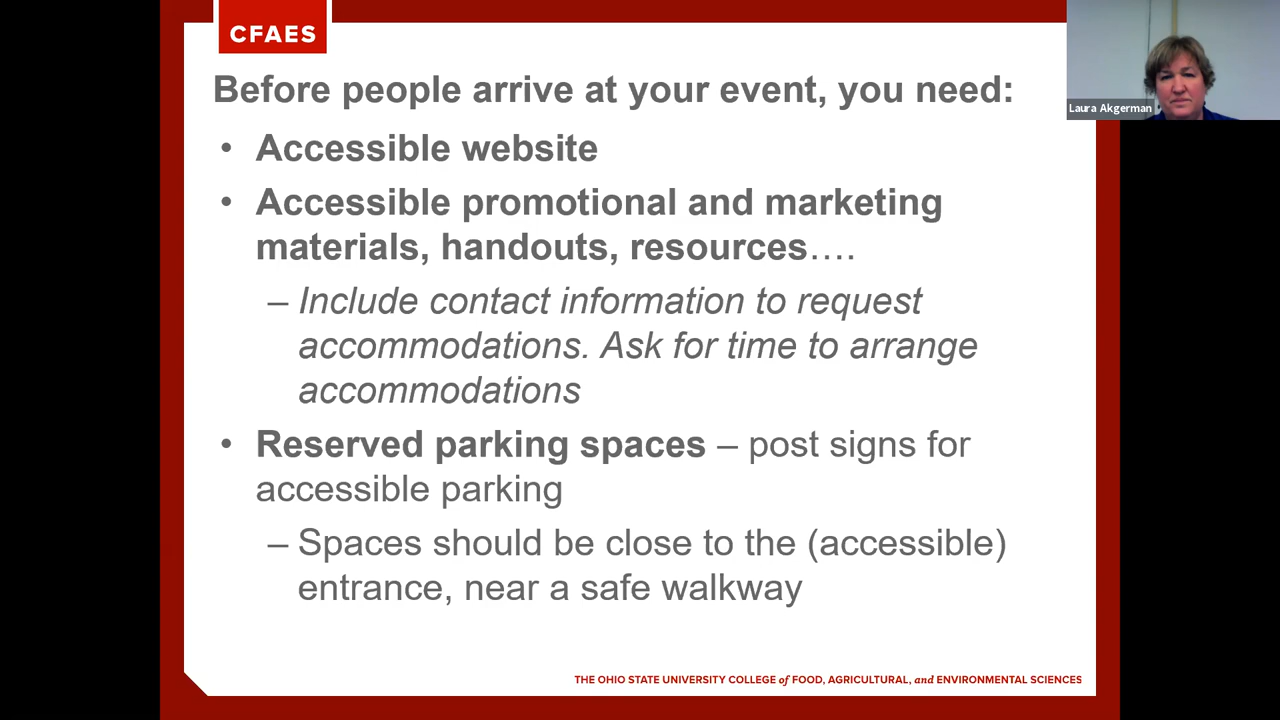 CFAES
Before people arrive at your event, you need:
• Accessible website
• Accessible promotional and marketing
materials, handouts, resources….
– Include contact information to request
accommodations. Ask for time to arrange
accommodations
• Reserved parking spaces – post signs for
accessible parking
– Spaces should be close to the (accessible)
entrance, near a safe walkway
THE OHIO STATE UNIVERSITY COLLEGE of FOOD, AGRICULTURAL, and ENVIRONMENTAL SCIENCES
Laura Akgerman